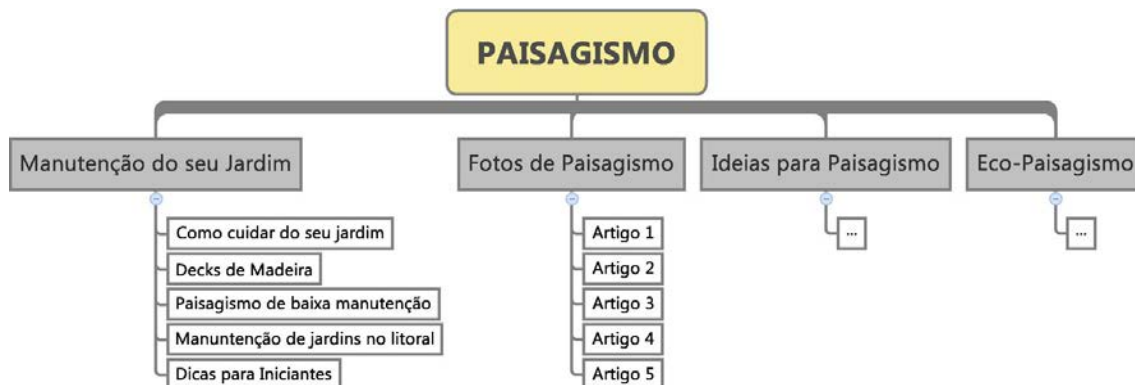 PAISAGISMO
Manutenção do seu Jardim
Como cuidar do seu jardim
Decks de Madeira
Paisagismo de baixa manutenção
Manuntenção de jardins no litoral
Dicas para Iniciantes
Fotos de Paisagismo
Artigo 1
Artigo 2
Artigo 3
Artigo 4
Artigo 5
Ideias para Paisagismo
...
Eco-Paisagismo
...